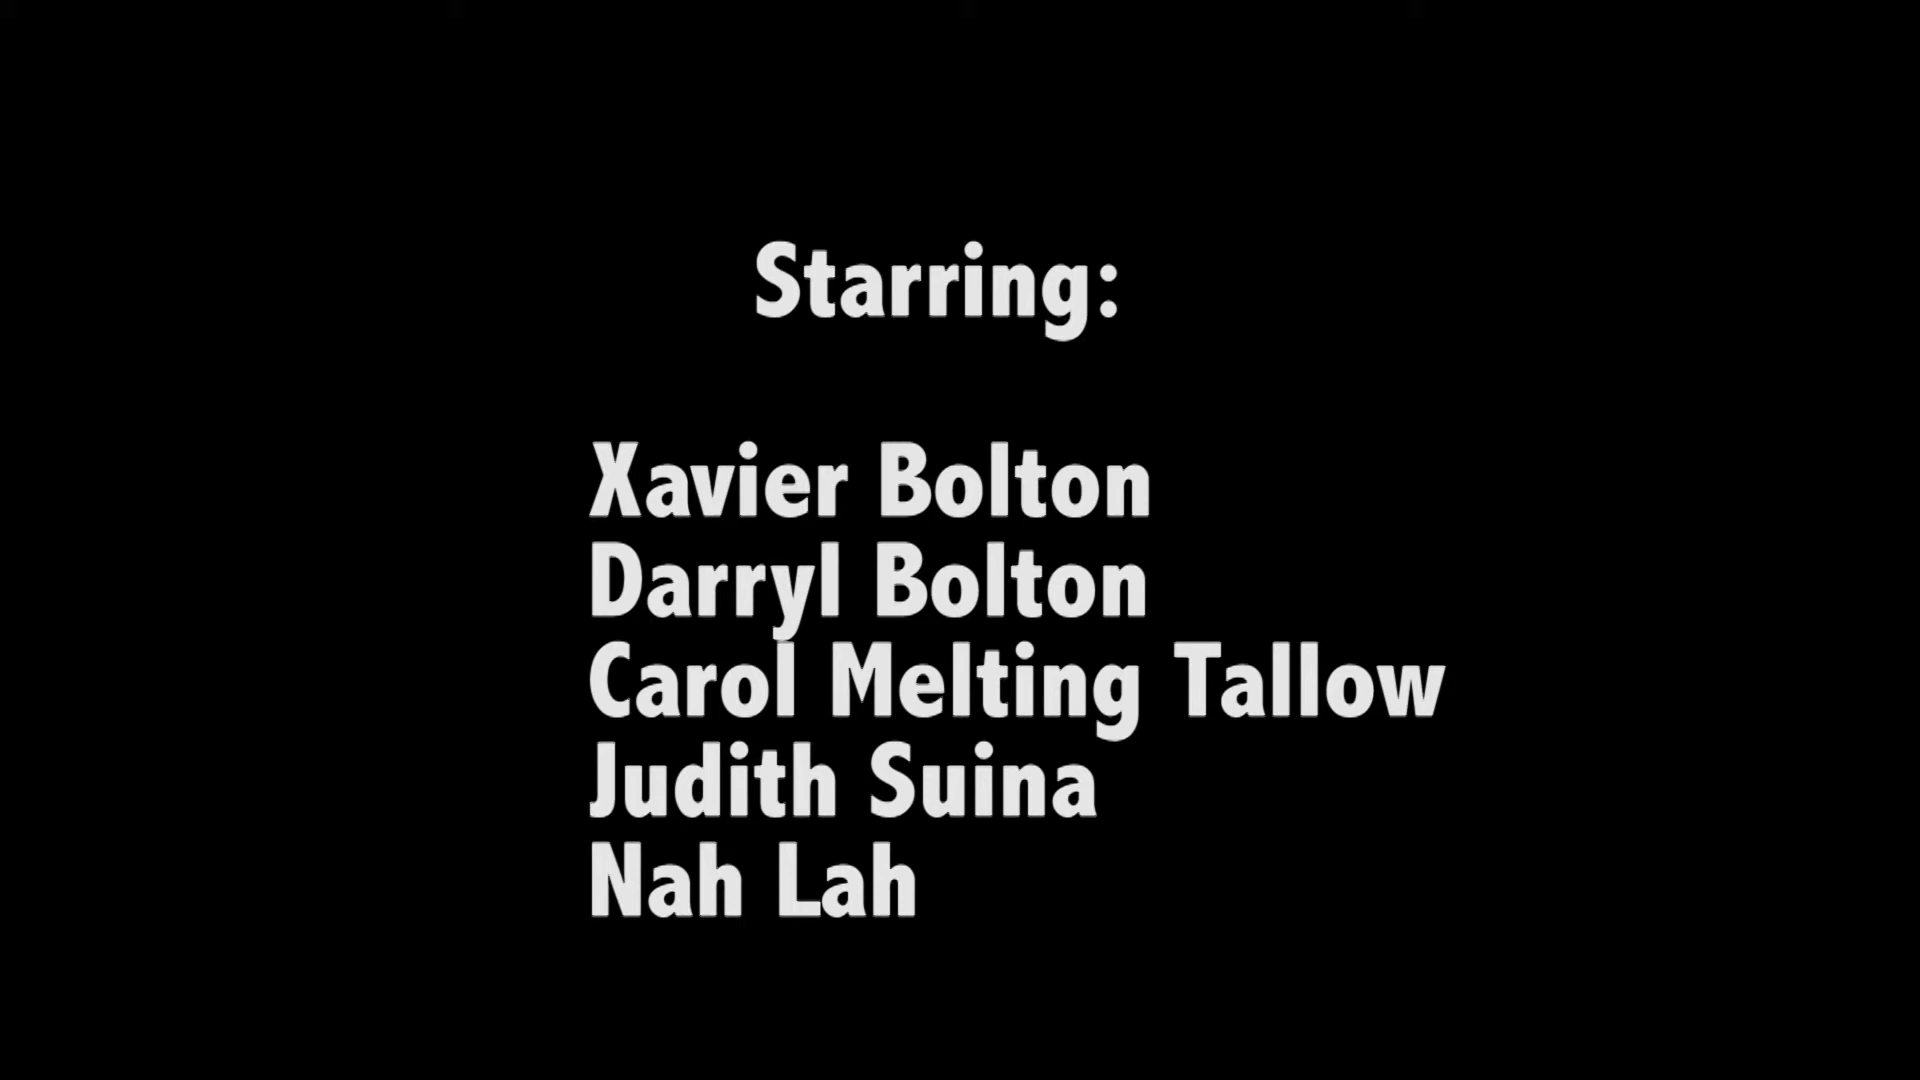 Starring:
Xavier Bolton
Darryl Bolton
Carol Melting Tallow
Judith Suina
Nah Lah